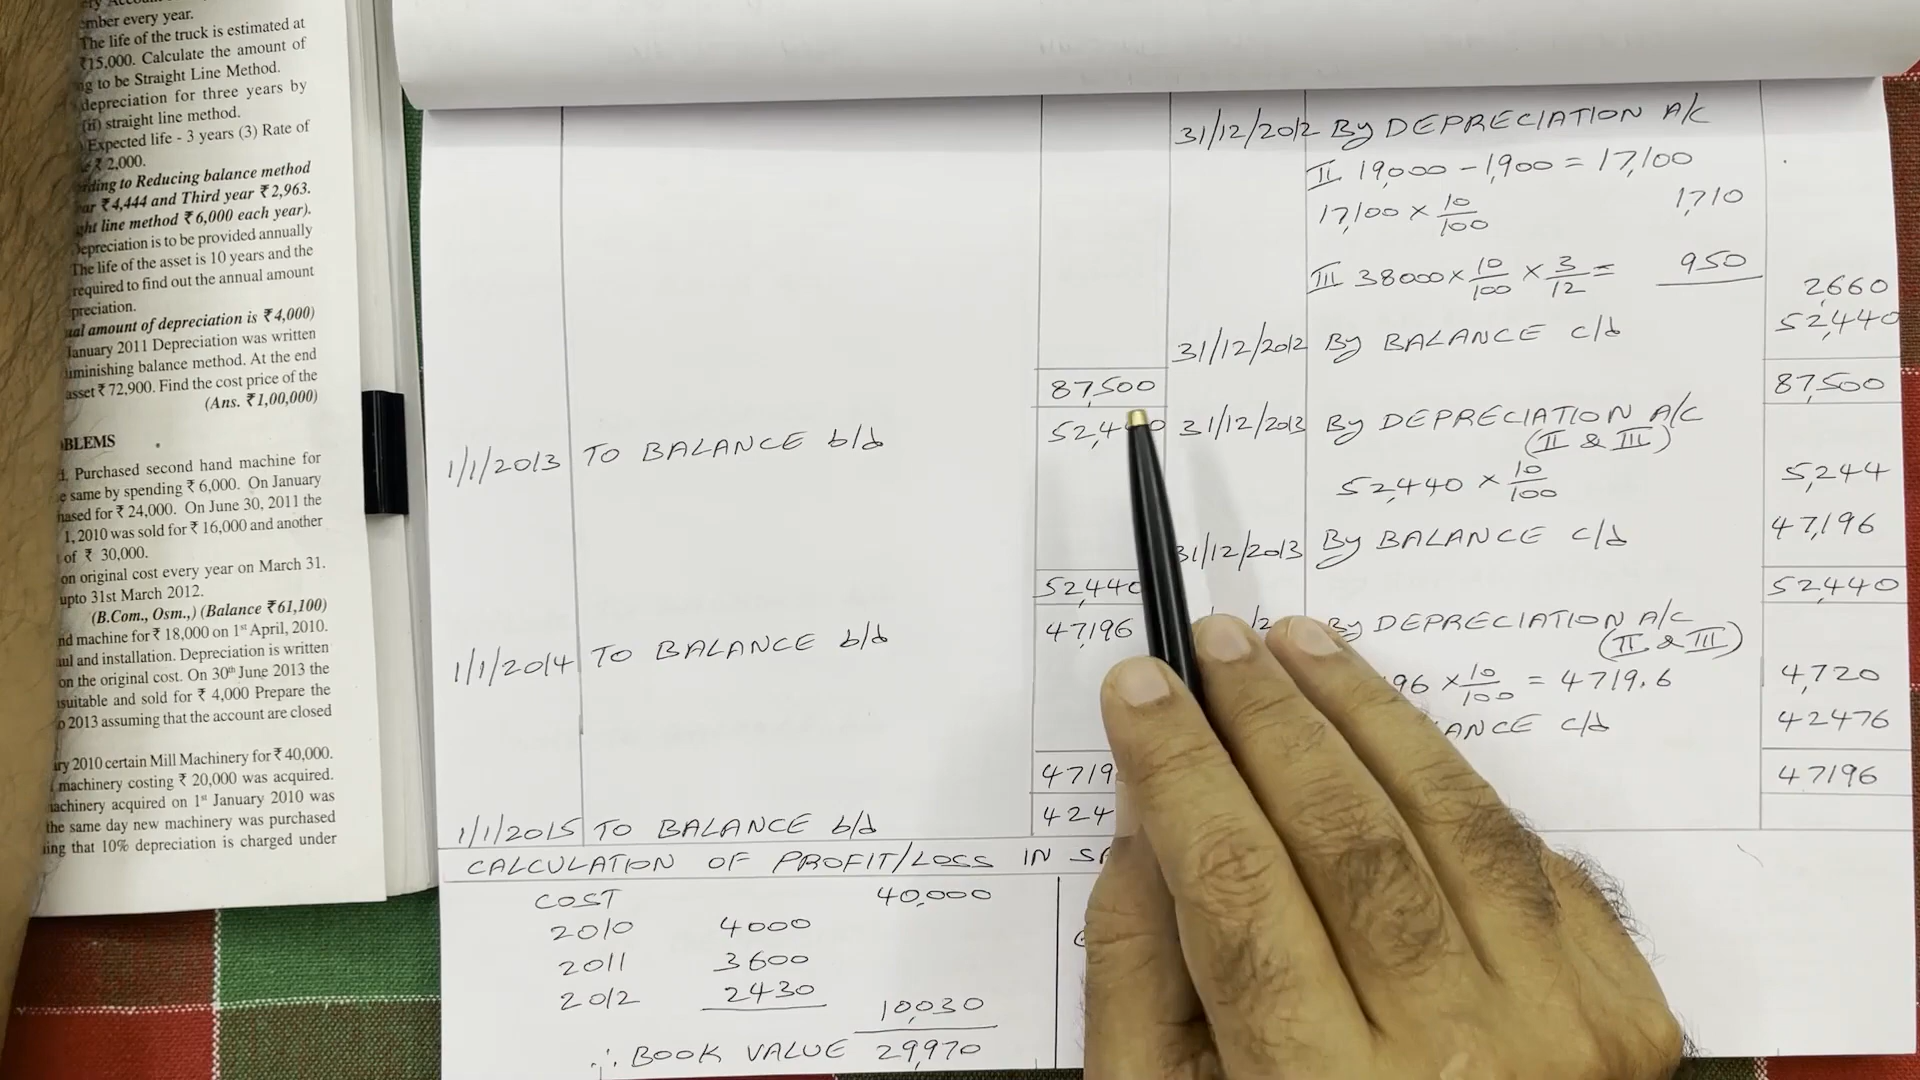 ember every year.
The life of the truck is estimated at
₹15,000. Calculate the amount of
to be Straight Line Method.
depreciation for three years by
(ii) straight line method.
Expected life - 3 years (3) Rate of
₹ 2,000.
to Reducing balance method
₹ 4,444 and Third year ₹ 2,963.
line method ₹ 6,000 each year).
Depreciation is to be provided annually
The life of the asset is 10 years and the
required to find out the annual amount
preciation.
amount of depreciation is ₹ 4,000)
January 2011 Depreciation was written
iminishing balance method. At the end
asset ₹ 72,900. Find the cost price of the
(Ans. ₹ 1,00,000)
OBLEMS
Purchased second hand machine for
same by spending ₹ 6,000. On January
hased for ₹ 24,000. On June 30, 2011 the
1, 2010 was sold for ₹ 16,000 and another
of ₹ 30,000.
on original cost every year on March 31.
upto 31st March 2012.
(B.Com., Osm.,) (Balance ₹ 61,100)
nd machine for ₹ 18,000 on 1st April, 2010.
and installation. Depreciation is written
on the original cost. On 30th June 2013 the
suitable and sold for ₹ 4,000 Prepare the
2013 assuming that the account are closed
ry 2010 certain Mill Machinery for ₹ 40,000.
machinery costing ₹ 20,000 was acquired.
achinery acquired on 1st January 2010 was
the same day new machinery was purchased
ing that 10% depreciation is charged under
31/12/2012 By DEPRECIATION A/C
II 19,000 - 1,900 = 17,100
17,100 × 10/100 1,710
III 38000 × 10/100 × 3/12 = 950
2,660
31/12/2012 By BALANCE c/d 52,440
87,500 87,500
1/1/2013 TO BALANCE b/d 52,440 31/12/2013 By DEPRECIATION A/C
(II & III)
52,440 × 10/100 5,244
31/12/2013 By BALANCE c/d 47,196
52,440 52,440
1/1/2014 TO BALANCE b/d 47,196 By DEPRECIATION A/C
(II & III)
96 × 10/100 = 4719.6 4,720
ANCE c/d 42476
4719 47196
1/1/2015 TO BALANCE b/d 424
CALCULATION OF PROFIT/LOSS IN SA
COST 40,000
2010 4000
2011 3600
2012 2430 10,030
∴ BOOK VALUE 29,970